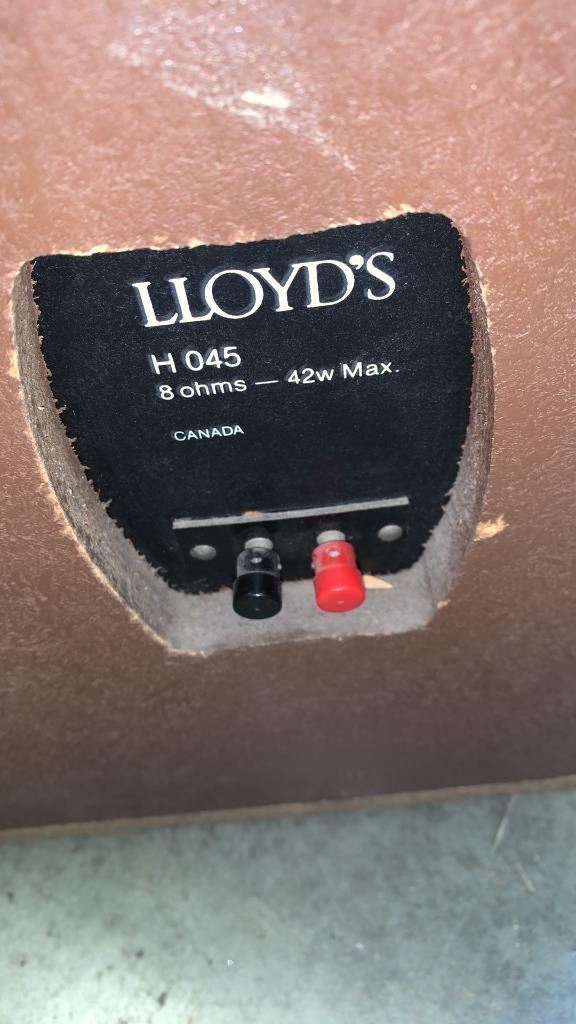 LLOYD'S
H 045
8 ohms — 42w Max.
CANADA